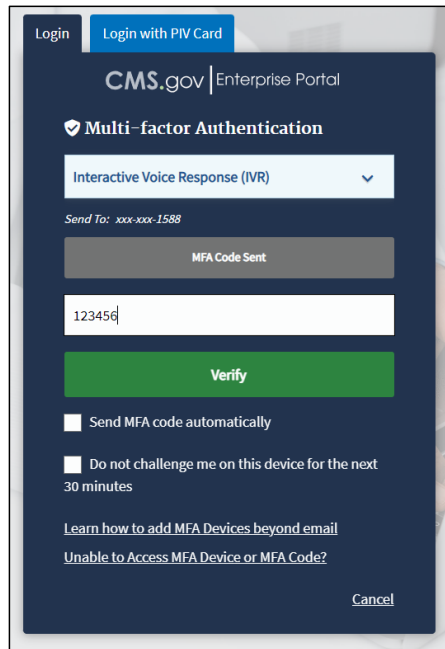 Login
Login with PIV Card
CMS.gov Enterprise Portal
Multi-factor Authentication
Interactive Voice Response (IVR)
Send To: xxx-xxx-1588
MFA Code Sent
123456
Verify
Send MFA code automatically
Do not challenge me on this device for the next
30 minutes
Learn how to add MFA Devices beyond email
Unable to Access MFA Device or MFA Code?
Cancel